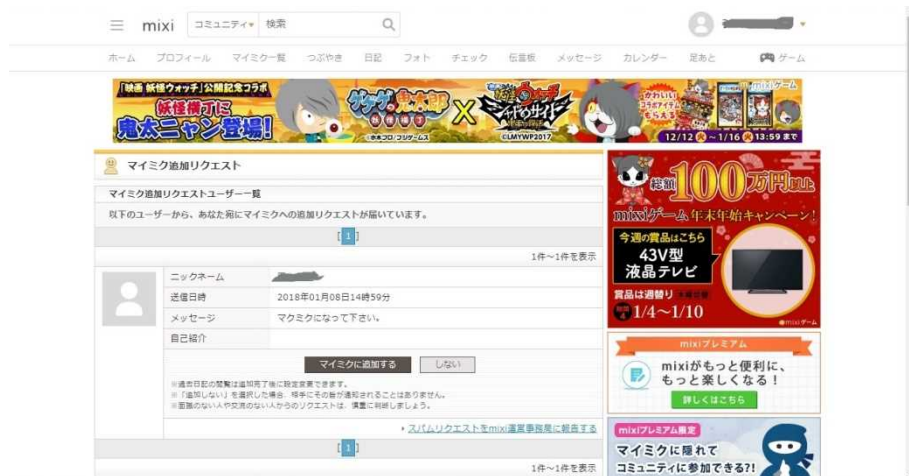 mixi
コミュニティ▾
検索
ホーム プロフィール マイミク一覧 つぶやき 日記 フォト チェック 伝言板 メッセージ カレンダー 足あと ゲーム
「映画 妖怪ウォッチ」公開記念コラボ
妖怪横丁に
鬼太ニャン登場!
ゲゲゲの鬼太郎
妖怪横丁
©水木プロ/フジゲームス
X
シャドウサイド
©LMYWP2017
かわいい
コラボアイテム
もらえる
mixiゲーム
12/12 火 ~1/16 火 13:59 まで
マイミク追加リクエスト
マイミク追加リクエストユーザー一覧
以下のユーザーから、あなた宛にマイミクへの追加リクエストが届いています。
[1]
1件~1件を表示
ニックネーム
送信日時 2018年01月08日14時59分
メッセージ マクミクになって下さい。
自己紹介
マイミクに追加する しない
※過去日記の閲覧は追加完了後に設定変更できます。
※「追加しない」を選択した場合、相手にその旨が通知されることはありません。
※面識のない人や交流のない人からのリクエストは、慎重に判断しましょう。
スパムリクエストをmixi運営事務局に報告する
[1]
1件~1件を表示
総額100万円以上
mixiゲーム年末年始キャンペーン!
今週の賞品はこちら
43V型
液晶テレビ
賞品は週替り
1/4~1/10
mixiゲーム
mixiプレミアム
mixiがもっと便利に、
もっと楽しくなる!
詳しくはこちら
mixiプレミアム限定
マイミクに隠れて
コミュニティに参加できる?!